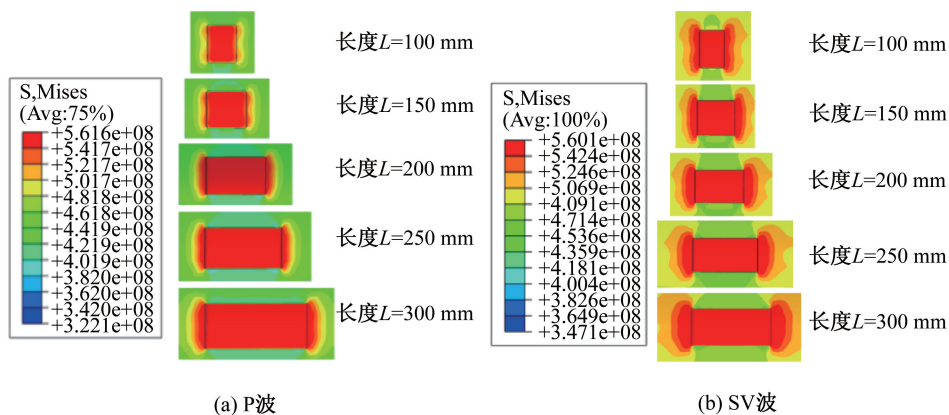 S,Mises
(Avg:75%)
+5.616e+08
+5.417e+08
+5.217e+08
+5.017e+08
+4.818e+08
+4.618e+08
+4.419e+08
+4.219e+08
+4.019e+08
+3.820e+08
+3.620e+08
+3.420e+08
+3.221e+08
长度L=100 mm
长度L=150 mm
长度L=200 mm
长度L=250 mm
长度L=300 mm
(a) P波
S,Mises
(Avg:100%)
+5.601e+08
+5.424e+08
+5.246e+08
+5.069e+08
+4.091e+08
+4.714e+08
+4.536e+08
+4.359e+08
+4.181e+08
+4.004e+08
+3.826e+08
+3.649e+08
+3.471e+08
长度L=100 mm
长度L=150 mm
长度L=200 mm
长度L=250 mm
长度L=300 mm
(b) SV波